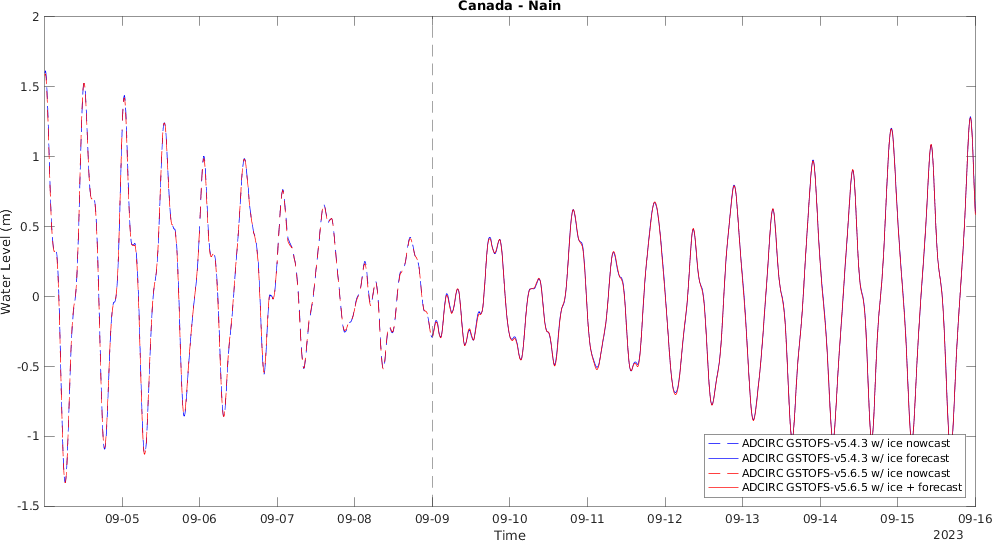 Canada - Nain
2
1.5
1
0.5
0
-0.5
-1
-1.5
Water Level (m)
ADCIRC GSTOFS-v5.4.3 w/ ice nowcast
ADCIRC GSTOFS-v5.4.3 w/ ice forecast
ADCIRC GSTOFS-v5.6.5 w/ ice nowcast
ADCIRC GSTOFS-v5.6.5 w/ ice + forecast
09-05 09-06 09-07 09-08 09-09 09-10 09-11 09-12 09-13 09-14 09-15 09-16
Time
2023